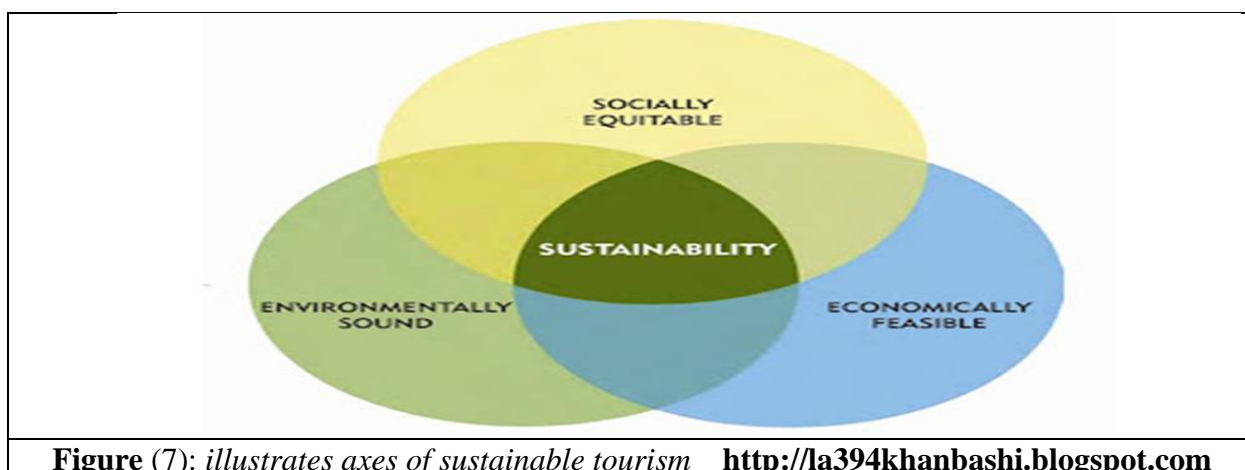 SOCIALLY
EQUITABLE
SUSTAINABILITY
ENVIRONMENTALLY
SOUND
ECONOMICALLY
FEASIBLE
Figure (7): illustrates axes of sustainable tourism http://la394khanbashi.blogspot.com